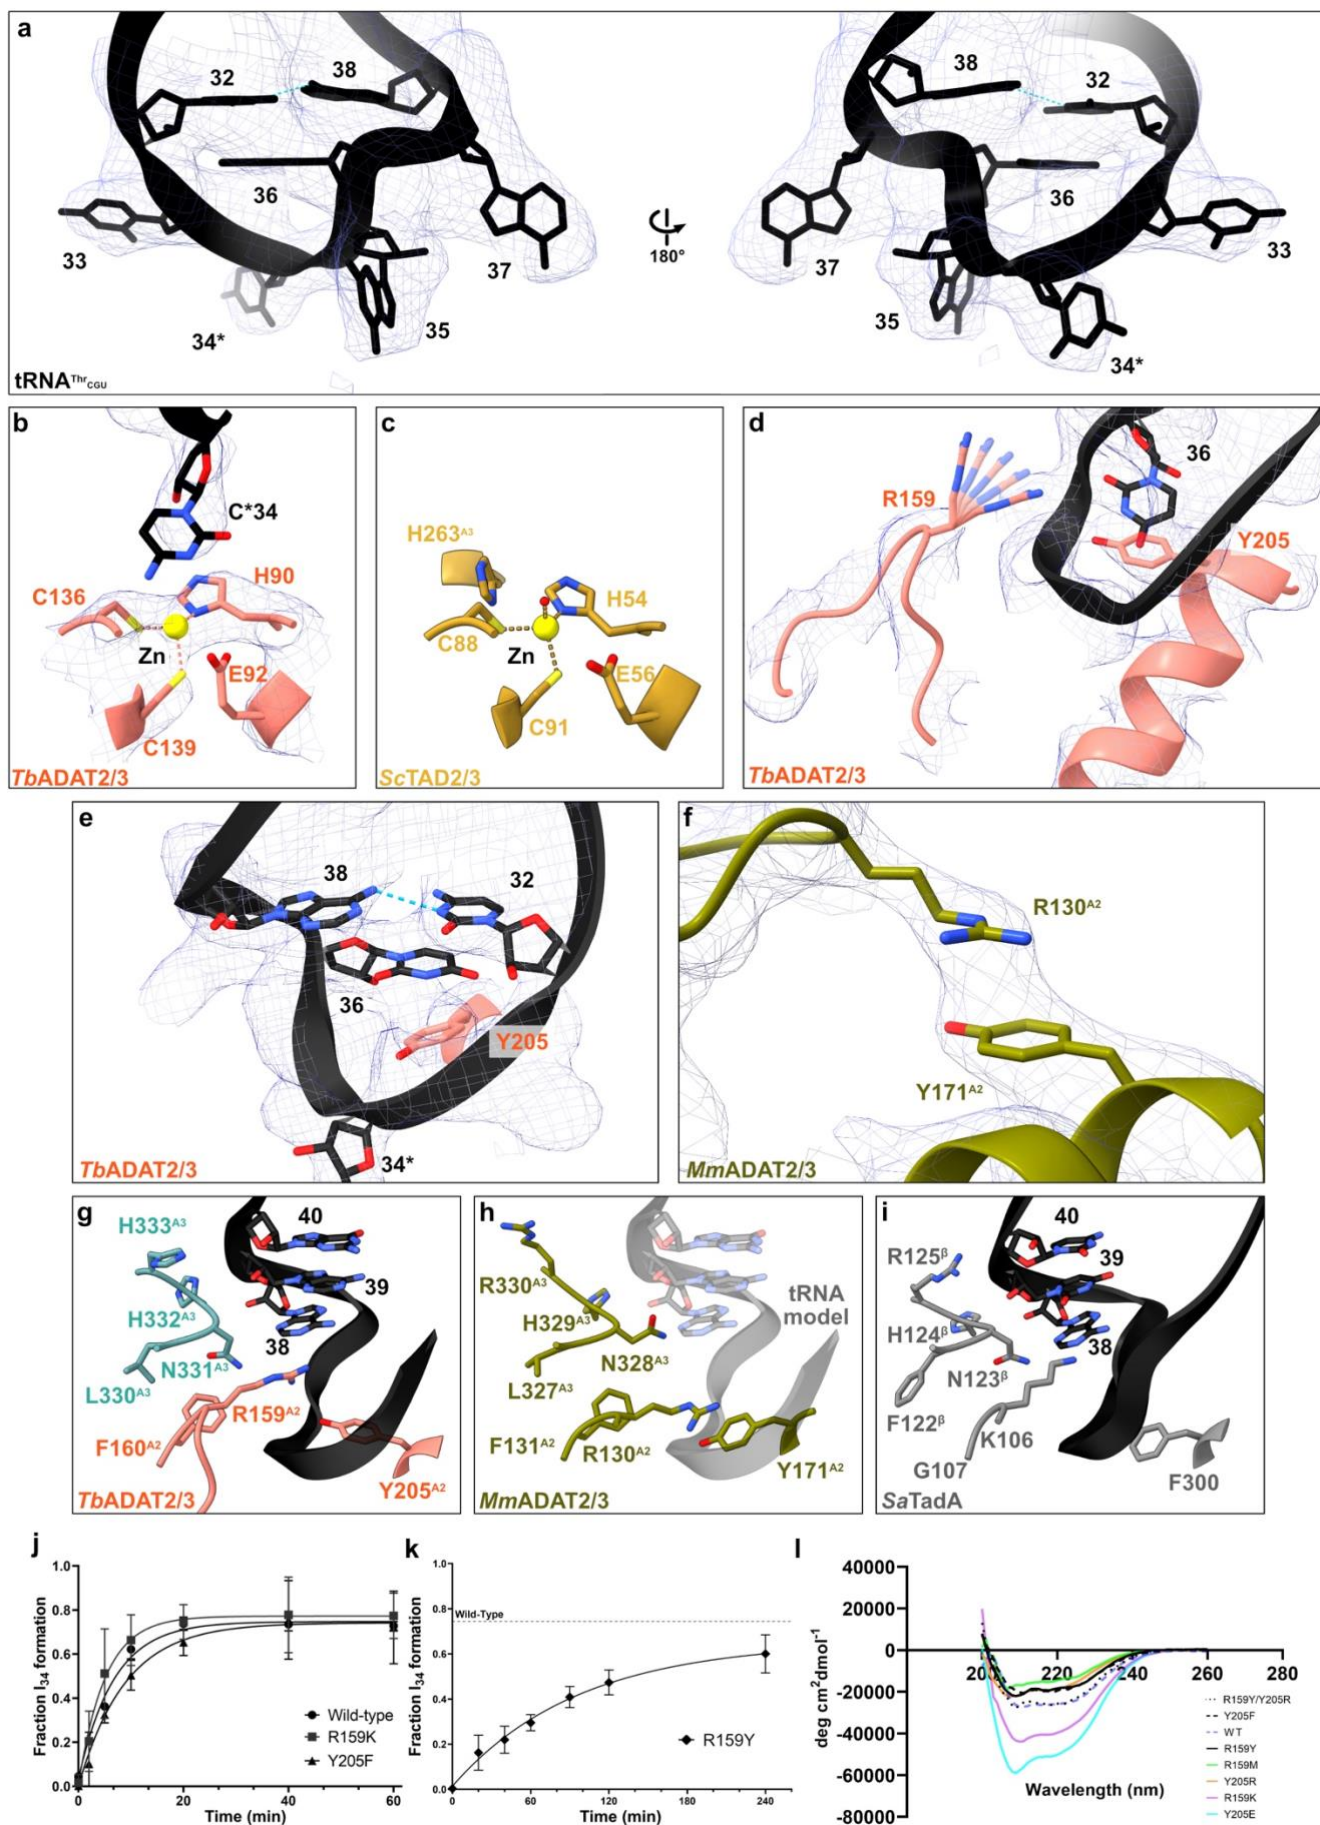 a
32
38
36
33
34*
35
37
180°
38
32
36
37
35
33
34*
tRNAThrCGU
b
C*34
C136
H90
Zn
E92
C139
TbADAT2/3
c
H263A3
H54
C88
Zn
E56
C91
ScTAD2/3
d
36
R159
Y205
TbADAT2/3
e
38
32
36
Y205
34*
TbADAT2/3
f
R130A2
Y171A2
MmADAT2/3
g
H333A3
40
39
H332A3
38
N331A3
L330A3
R159A2
F160A2
Y205A2
TbADAT2/3
h
R330A3
tRNA
model
H329A3
N328A3
L327A3
F131A2
R130A2
Y171A2
MmADAT2/3
i
40
R125β
39
H124β
38
N123β
F122β
K106
G107
F300
SaTadA
j
Fraction I34 formation
1.0
0.8
0.6
0.4
0.2
0.0
Wild-type
R159K
Y205F
0
20
40
60
Time (min)
k
Fraction I34 formation
1.0
0.8
0.6
0.4
0.2
0.0
Wild-Type
R159Y
0
60
120
180
240
Time (min)
l
deg cm2dmol-1
40000
20000
0
-20000
-40000
-60000
-80000
200
220
240
260
280
Wavelength (nm)
R159Y/Y205R
Y205F
WT
R159Y
R159M
Y205R
R159K
Y205E